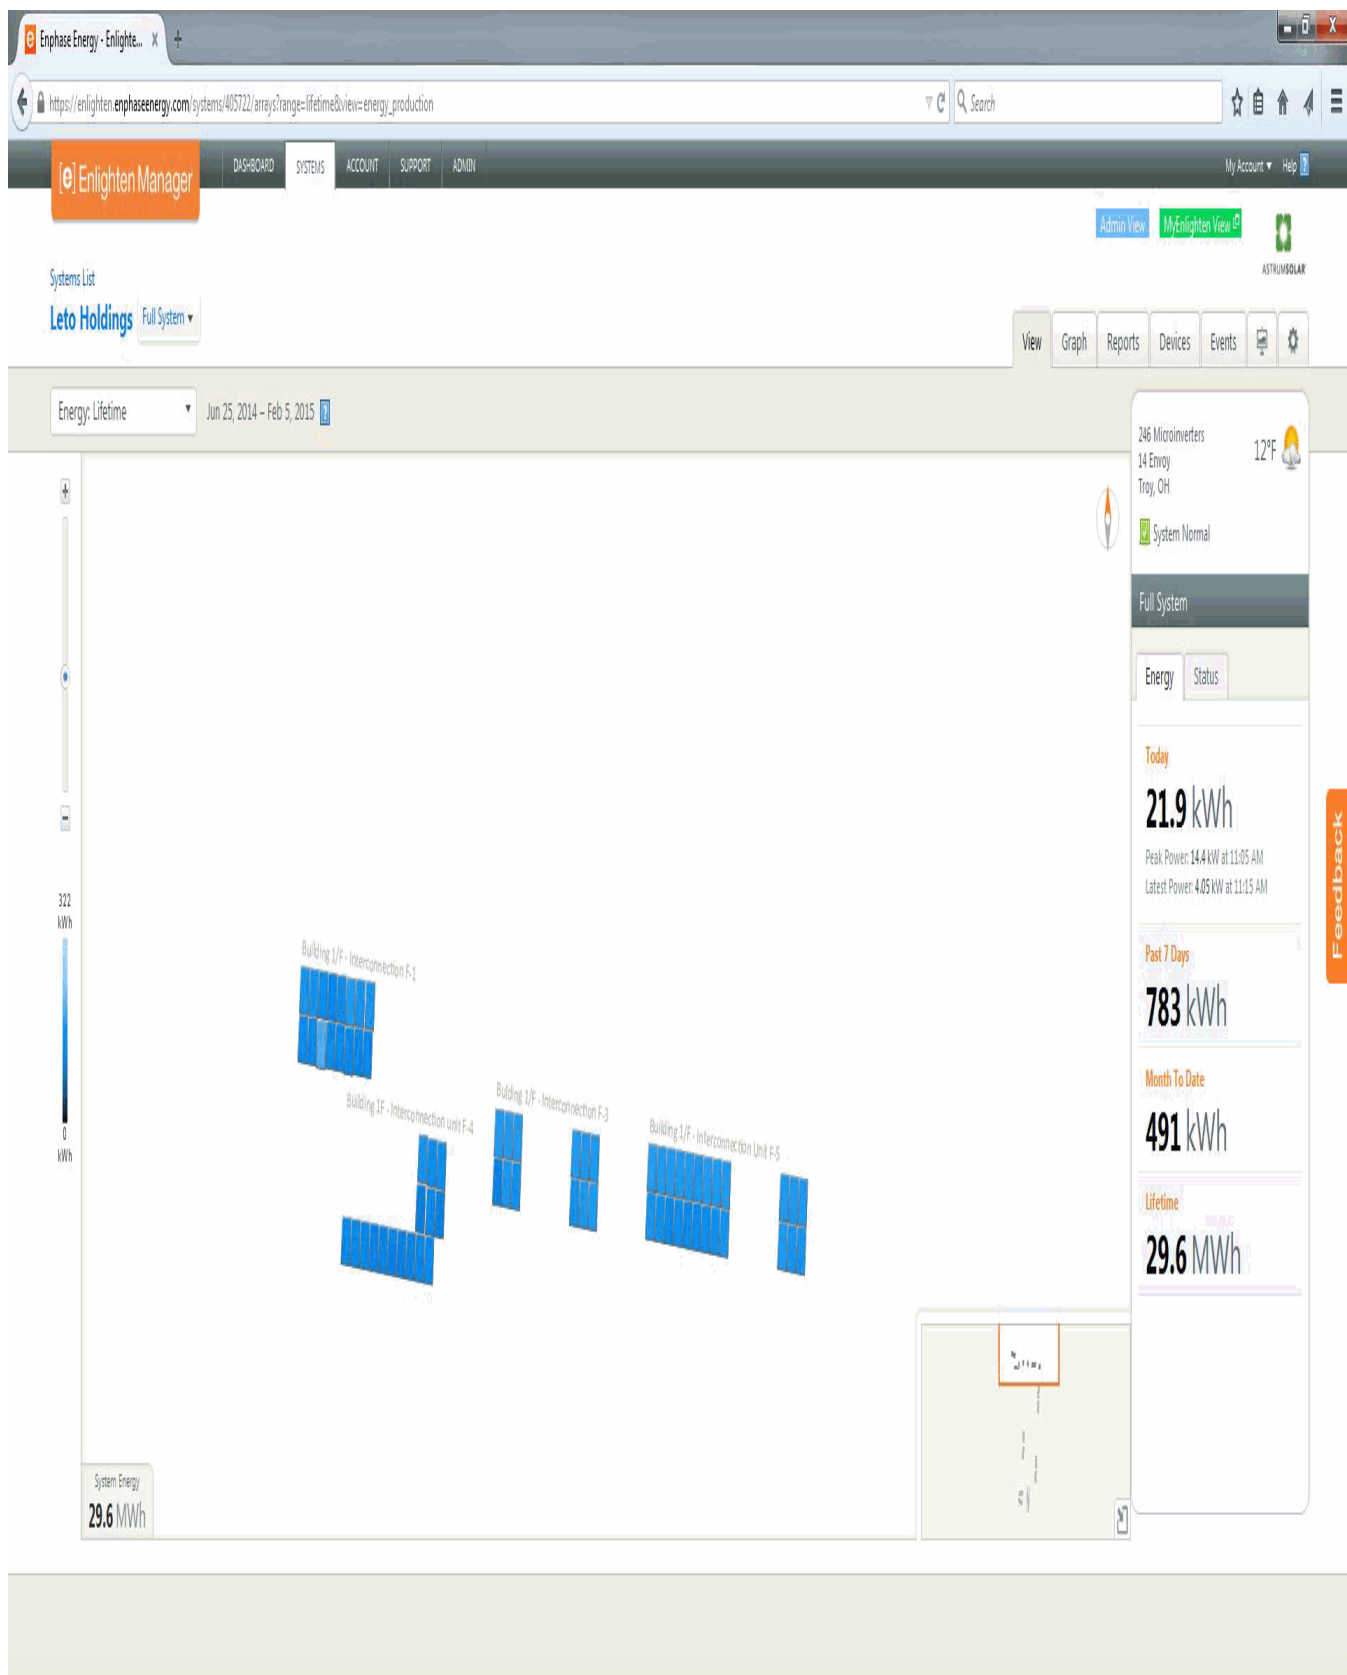 Enphase Energy - Enlighte... X +
https://enlighten.enphaseenergy.com/systems/405722/arrays?range=lifetime&view=energy_production
Search
[e] Enlighten Manager
DASHBOARD SYSTEMS ACCOUNT SUPPORT ADMIN
My Account ▾ Help ?
Admin View MyEnlighten View
ASTRUMSOLAR
Systems List
Leto Holdings Full System ▾
View Graph Reports Devices Events
Energy: Lifetime ▾ Jun 25, 2014 – Feb 5, 2015 ?
246 Microinverters
14 Envoy
Troy, OH
12°F
System Normal
Full System
Energy Status
Today
21.9 kWh
Peak Power: 14.4 kW at 11:05 AM
Latest Power: 4.05 kW at 11:15 AM
Past 7 Days
783 kWh
Month To Date
491 kWh
Lifetime
29.6 MWh
Feedback
322
kWh
0
kWh
Building 1/F - Interconnection F-1
Building 1F - Interconnection unit F-4
Bulding 1/F - Interconnection F-3
Building 1/F - Interconnection Unit F-5
System Energy
29.6 MWh